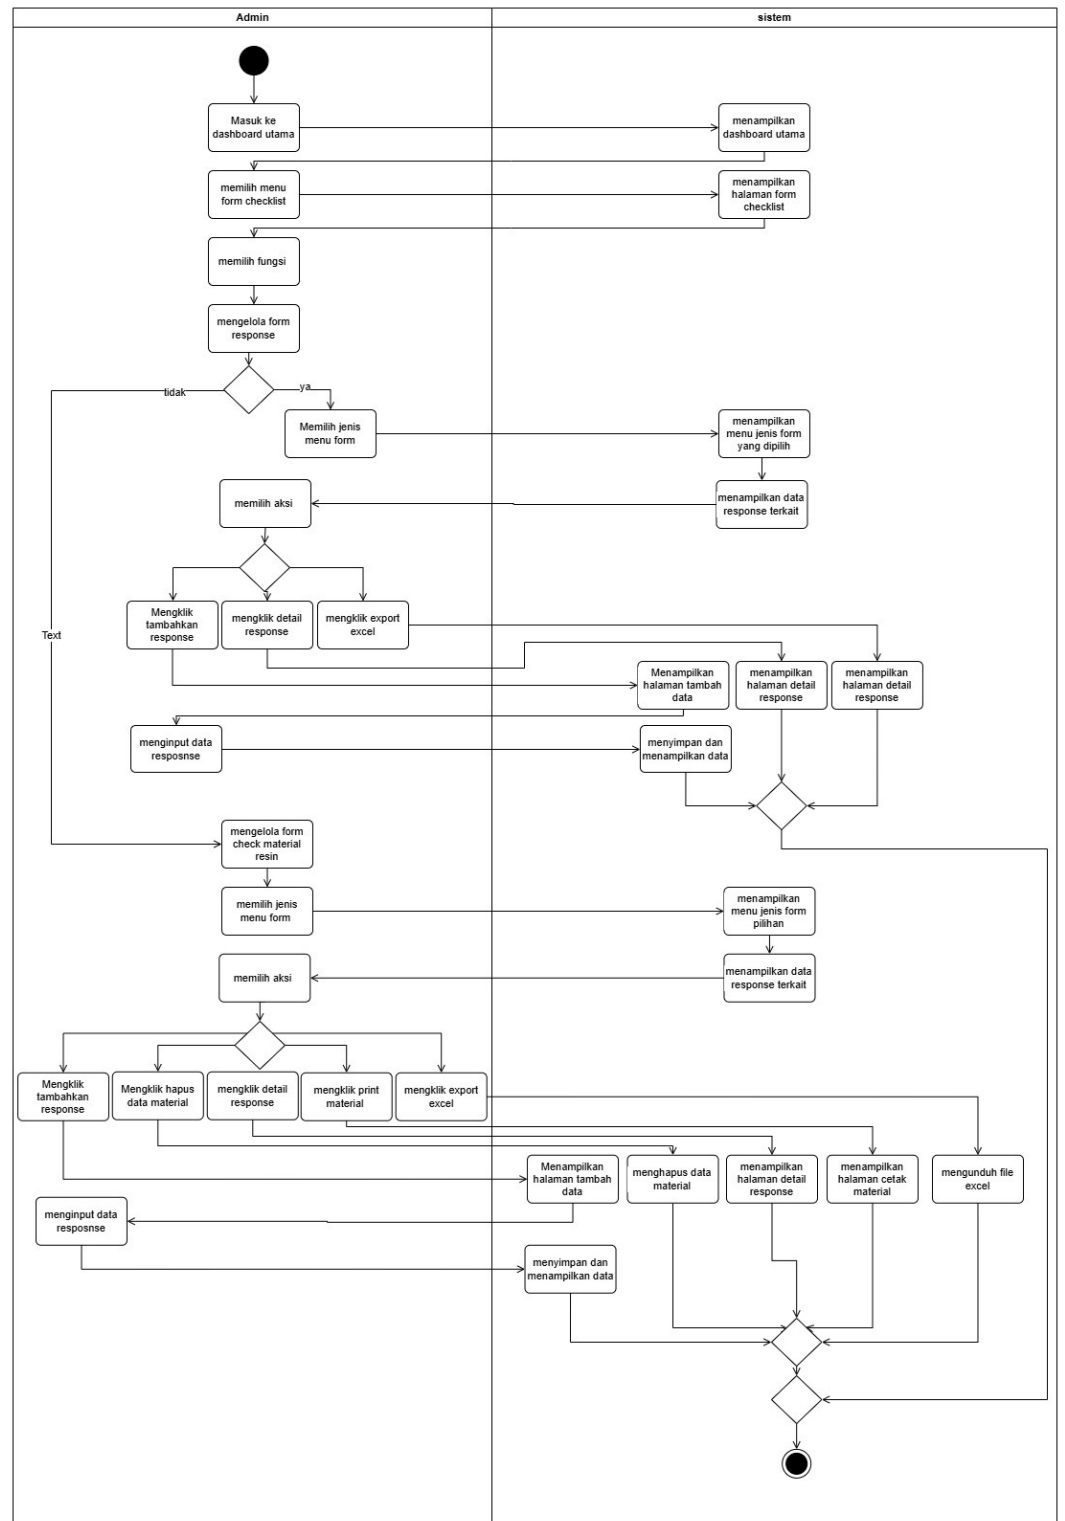 Admin
sistem
Masuk ke
dashboard utama
menampilkan
dashboard utama
memilih menu
form checklist
menampilkan
halaman form
checklist
memilih fungsi
mengelola form
response
tidak
ya
Memilih jenis
menu form
menampilkan
menu jenis form
yang dipilih
memilih aksi
menampilkan data
response terkait
Mengklik
tambahkan
response
mengklik detail
response
mengklik export
excel
Text
Menampilkan
halaman tambah
data
menampilkan
halaman detail
response
menampilkan
halaman detail
response
menginput data
resposnse
menyimpan dan
menampilkan data
mengelola form
check material
resin
memilih jenis
menu form
menampilkan
menu jenis form
pilihan
memilih aksi
menampilkan data
response terkait
Mengklik
tambahkan
response
Mengklik hapus
data material
mengklik detail
response
mengklik print
material
mengklik export
excel
Menampilkan
halaman tambah
data
menghapus data
material
menampilkan
halaman detail
response
menampilkan
halaman cetak
material
mengunduh file
excel
menginput data
resposnse
menyimpan dan
menampilkan data